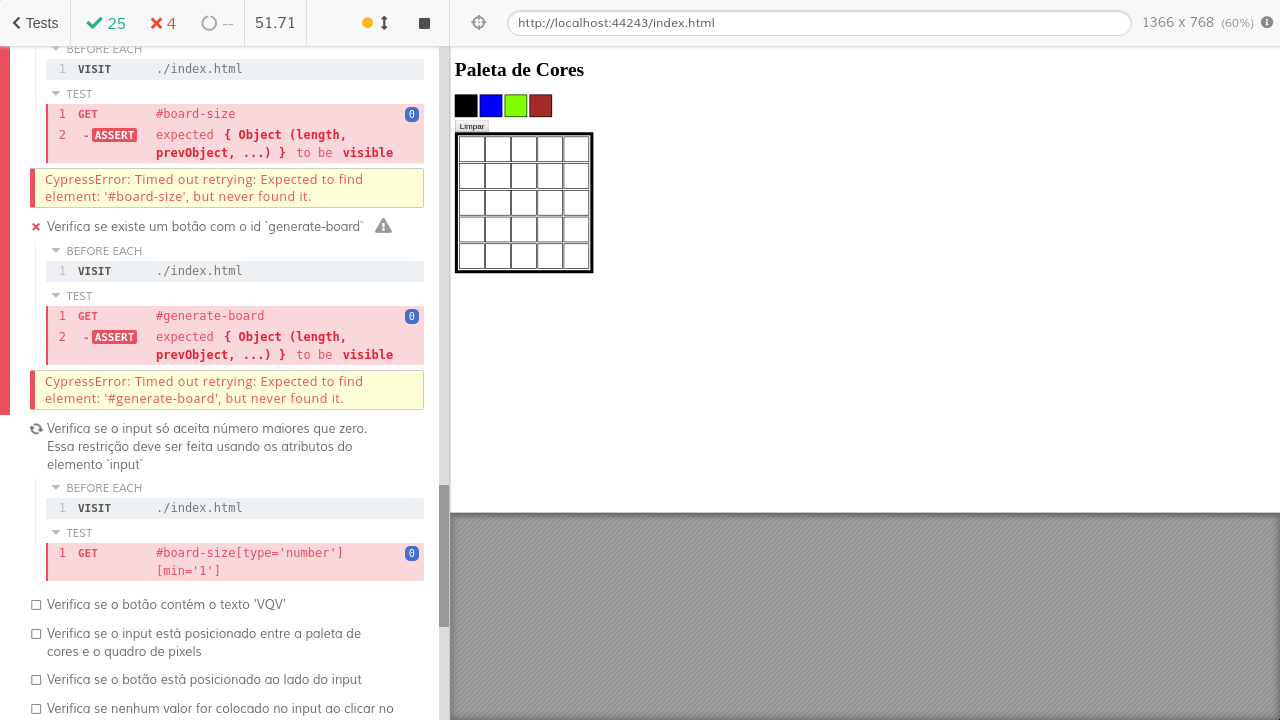 Tests 25 4 -- 51.71 http://localhost:44243/index.html 1366 x 768 (60%)
BEFORE EACH
1 VISIT ./index.html
TEST
1 GET #board-size 0
2 -ASSERT expected { Object (length,
prevObject, ...) } to be visible
CypressError: Timed out retrying: Expected to find
element: '#board-size', but never found it.
Verifica se existe um botão com o id `generate-board`
BEFORE EACH
1 VISIT ./index.html
TEST
1 GET #generate-board 0
2 -ASSERT expected { Object (length,
prevObject, ...) } to be visible
CypressError: Timed out retrying: Expected to find
element: '#generate-board', but never found it.
Verifica se o input só aceita número maiores que zero.
Essa restrição deve ser feita usando os atributos do
elemento `input`
BEFORE EACH
1 VISIT ./index.html
TEST
1 GET #board-size[type='number'] 0
[min='1']
Verifica se o botão contém o texto 'VQV'
Verifica se o input está posicionado entre a paleta de
cores e o quadro de pixels
Verifica se o botão está posicionado ao lado do input
Verifica se nenhum valor for colocado no input ao clicar no
Paleta de Cores
Limpar